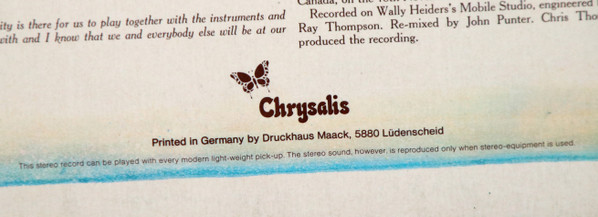 ity is there for us to play together with the instruments and
with and I know that we and everybody else will be at our
Canada, on the
Recorded on Wally Heiders's Mobile Studio, engineered
Ray Thompson. Re-mixed by John Punter. Chris Tho
produced the recording.
Chrysalis
Printed in Germany by Druckhaus Maack, 5880 Lüdenscheid
This stereo record can be played with every modern light-weight pick-up. The stereo sound, however, is reproduced only when stereo-equipment is used.